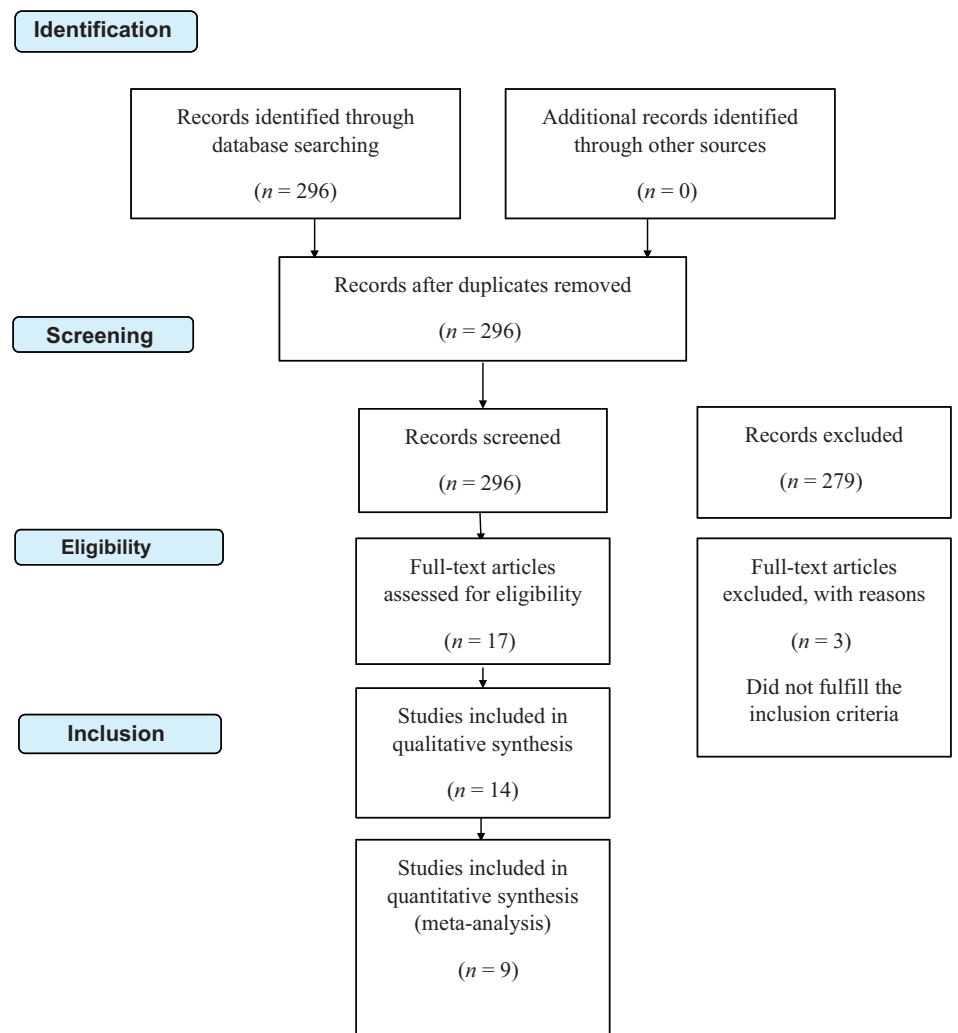 Identification
Records identified through
database searching
(n = 296)
Additional records identified
through other sources
(n = 0)
Records after duplicates removed
(n = 296)
Screening
Records screened
(n = 296)
Records excluded
(n = 279)
Eligibility
Full-text articles
assessed for eligibility
(n = 17)
Full-text articles
excluded, with reasons
(n = 3)
Did not fulfill the
inclusion criteria
Inclusion
Studies included in
qualitative synthesis
(n = 14)
Studies included in
quantitative synthesis
(meta-analysis)
(n = 9)